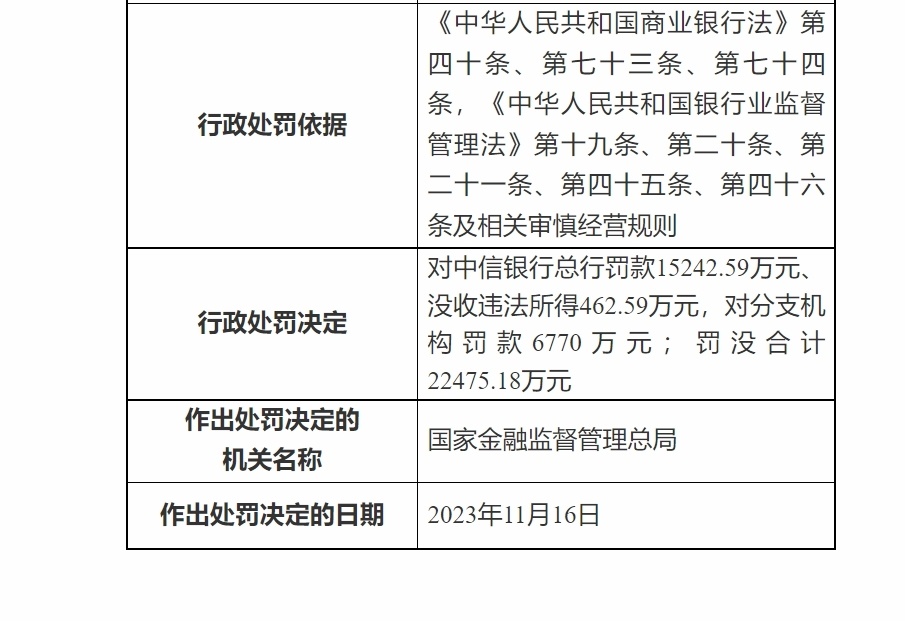 行政处罚依据
《中华人民共和国商业银行法》第
四十条、第七十三条、第七十四
条，《中华人民共和国银行业监督
管理法》第十九条、第二十条、第
二十一条、第四十五条、第四十六
条及相关审慎经营规则
行政处罚决定
对中信银行总行罚款15242.59万元、
没收违法所得462.59万元，对分支机
构罚款6770万元；罚没合计
22475.18万元
作出处罚决定的
机关名称
国家金融监督管理总局
作出处罚决定的日期
2023年11月16日